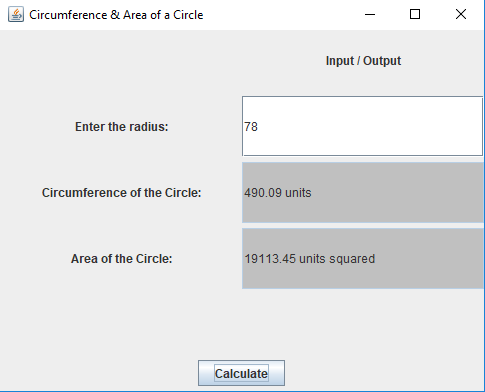 Circumference & Area of a Circle
Input / Output
Enter the radius: 78
Circumference of the Circle: 490.09 units
Area of the Circle: 19113.45 units squared
Calculate